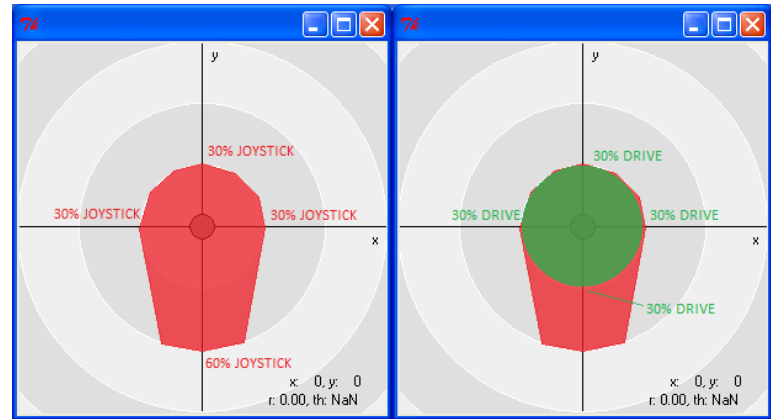 y
30% JOYSTICK
30% JOYSTICK
30% JOYSTICK
x
60% JOYSTICK
x: 0, y: 0
r: 0.00, th: NaN
y
30% DRIVE
30% DRIVE
30% DRIVE
x
30% DRIVE
x: 0, y: 0
r: 0.00, th: NaN